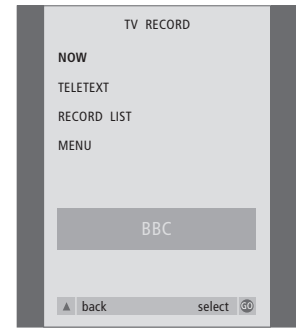 TV RECORD
NOW
TELETEXT
RECORD LIST
MENU
BBC
▲ back select GO